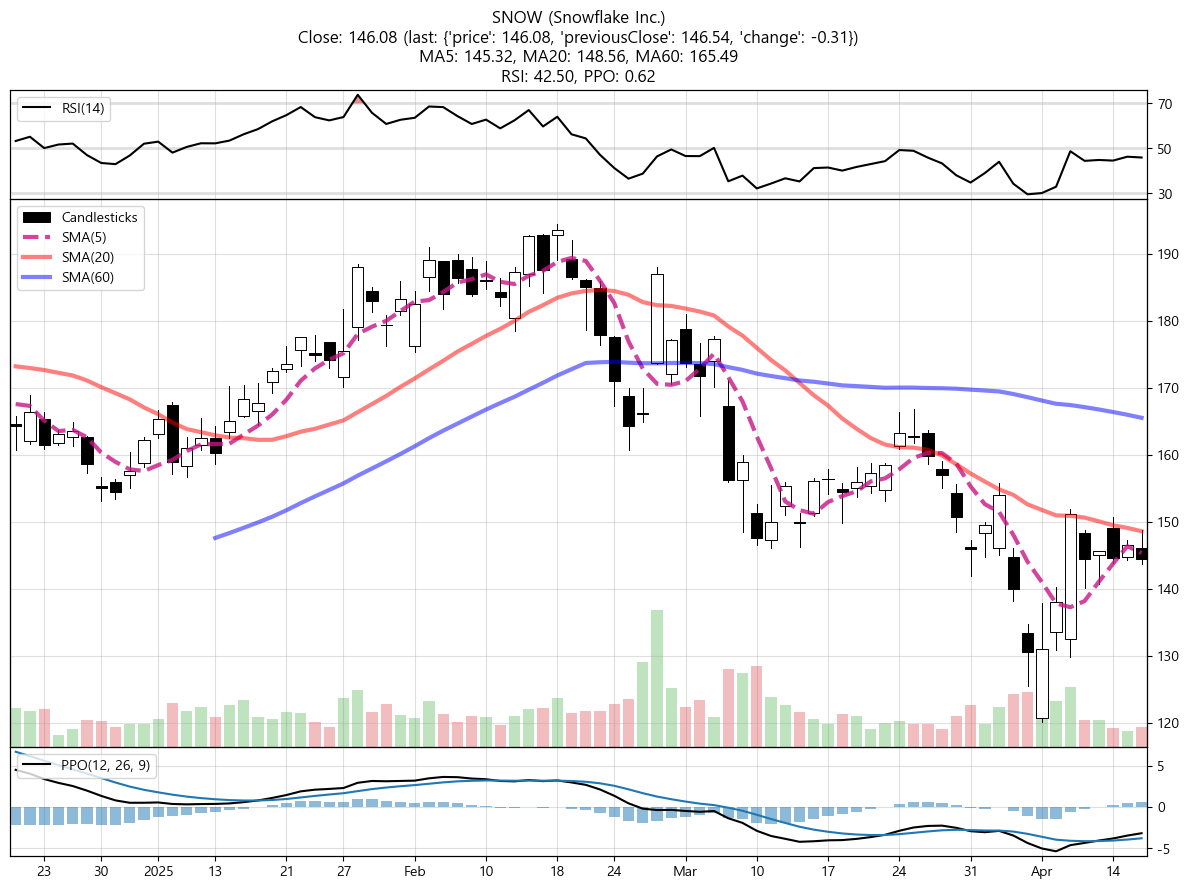 SNOW (Snowflake Inc.)
Close: 146.08 (last: {'price': 146.08, 'previousClose': 146.54, 'change': -0.31})
MA5: 145.32, MA20: 148.56, MA60: 165.49
RSI: 42.50, PPO: 0.62
RSI(14)
70
50
30
Candlesticks
SMA(5)
SMA(20)
SMA(60)
190
180
170
160
150
140
130
120
PPO(12, 26, 9)
5
0
-5
23 30 2025 13 21 27 Feb 10 18 24 Mar 10 17 24 31 Apr 14